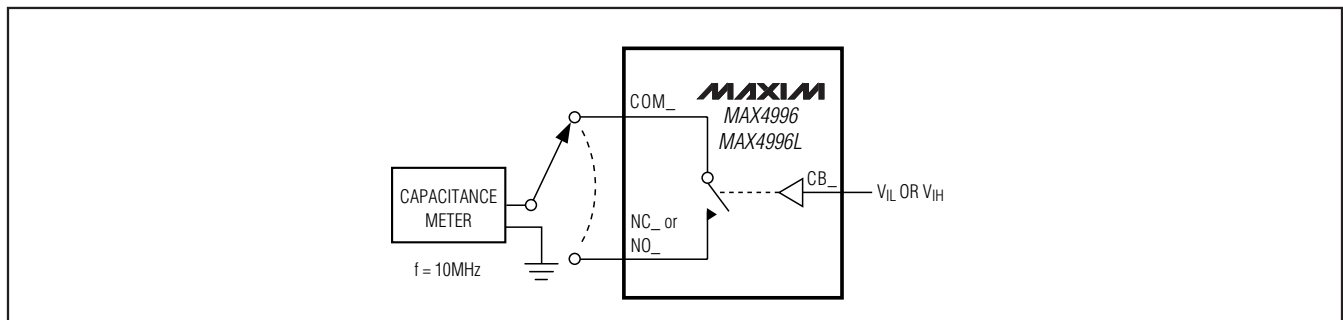 MAXIM
COM_
MAX4996
MAX4996L
CB_
VIL OR VIH
CAPACITANCE
METER
NC_ or
NO_
f = 10MHz